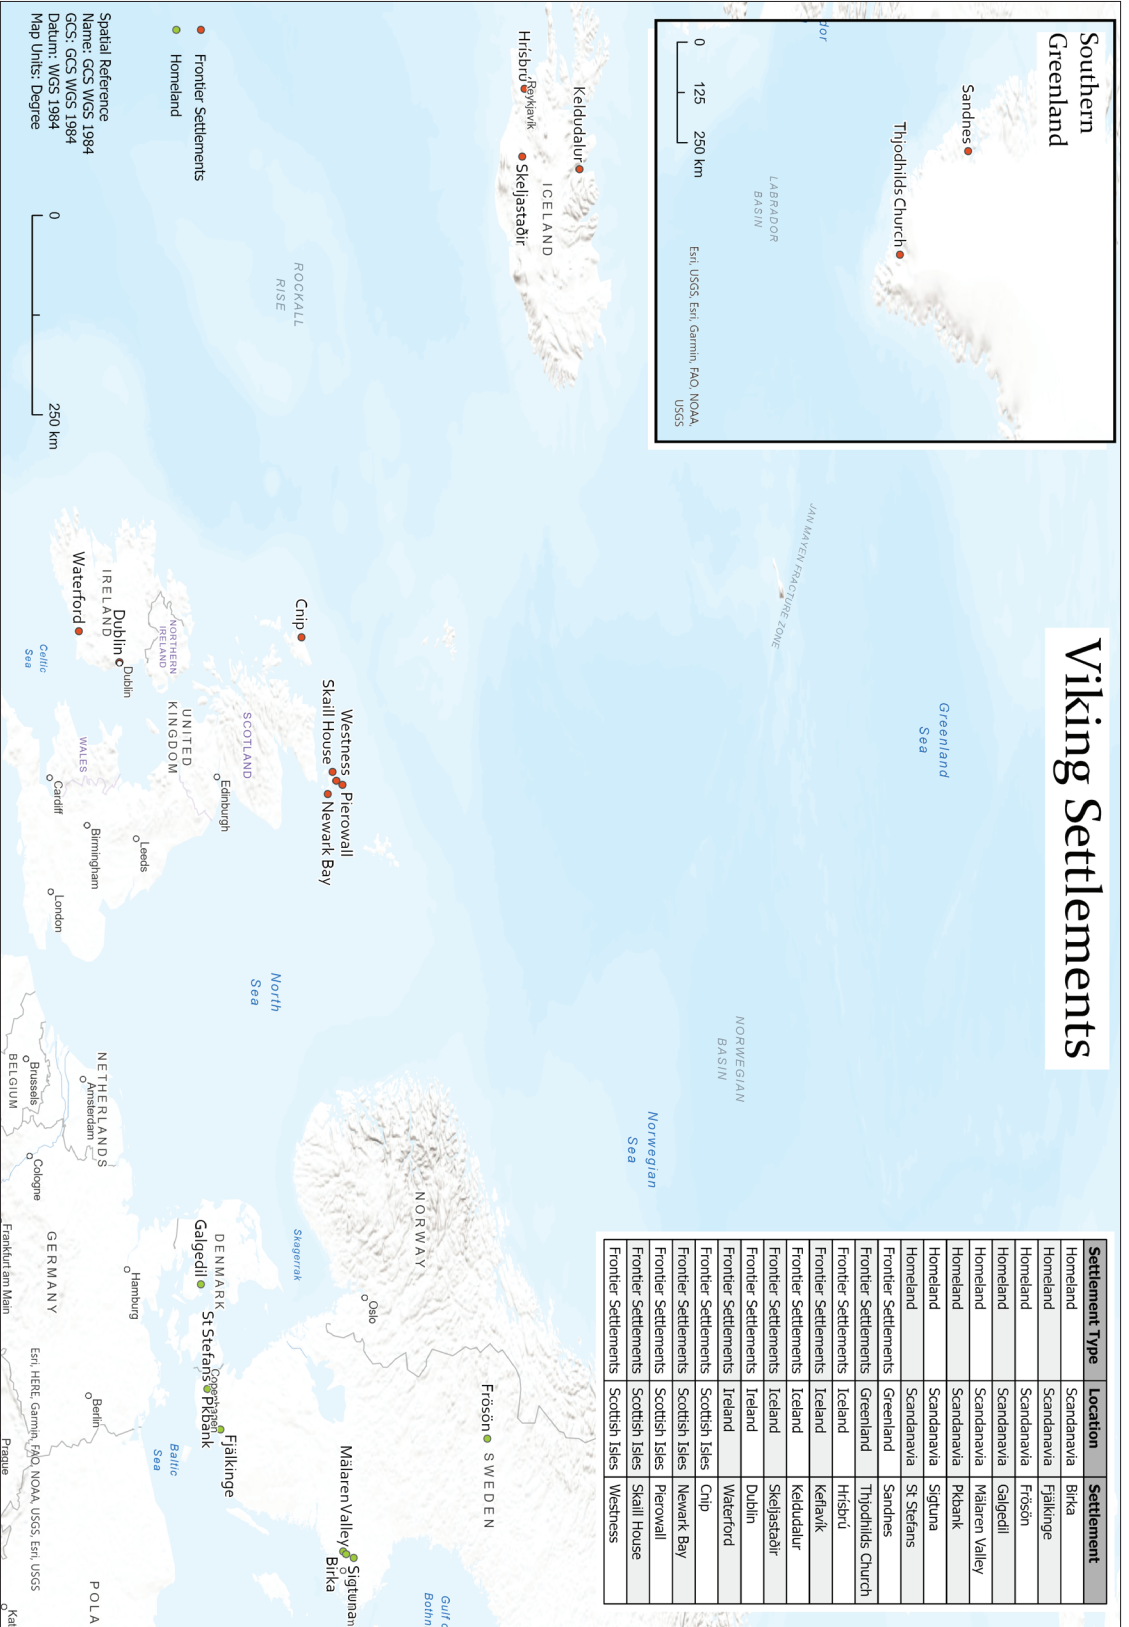 Viking Settlements
Southern
Greenland
Sandnes
Thjodhilds Church
LABRADOR
BASIN
0 125 250 km
Esri, USGS, Esri, Garmin, FAO, NOAA,
USGS
dor
Greenland
Sea
JAN MAYEN FRACTURE ZONE
NORWEGIAN
BASIN
Norwegian
Sea
Settlement Type Location Settlement
Homeland Scandanavia Birka
Homeland Scandanavia Fjälkinge
Homeland Scandanavia Frösön
Homeland Scandanavia Galgedil
Homeland Scandanavia Mälaren Valley
Homeland Scandanavia Pkbank
Homeland Scandanavia Sigtuna
Homeland Scandanavia St Stefans
Frontier Settlements Greenland Sandnes
Frontier Settlements Greenland Thjodhilds Church
Frontier Settlements Iceland Hrísbrú
Frontier Settlements Iceland Keflavík
Frontier Settlements Iceland Keldudalur
Frontier Settlements Iceland Skeljastaðir
Frontier Settlements Ireland Dublin
Frontier Settlements Ireland Waterford
Frontier Settlements Scottish Isles Cnip
Frontier Settlements Scottish Isles Newark Bay
Frontier Settlements Scottish Isles Pierowall
Frontier Settlements Scottish Isles Skaill House
Frontier Settlements Scottish Isles Westness
Keldudalur
ICELAND
Hrísbrú
Reykjavík
Skeljastaðir
ROCKALL
RISE
Cnip
Westness
Pierowall
Skaill House
Newark Bay
SCOTLAND
Edinburgh
UNITED
KINGDOM
NORTHERN
IRELAND
IRELAND
Dublin
Dublin
Waterford
Celtic
Sea
WALES
Cardiff
Birmingham
Leeds
London
North
Sea
NORWAY
Oslo
Skagerrak
Frösön
SWEDEN
Gulf o
Bothn
Mälaren Valley
Sigtuna
Birka
DENMARK
Galgedil
St Stefans
Copenhagen
Pkbank
Fjälkinge
Baltic
Sea
NETHERLANDS
Amsterdam
Brussels
BELGIUM
Cologne
Hamburg
GERMANY
Frankfurt am Main
Berlin
Prague
POLA
Kat
Frontier Settlements
Homeland
Spatial Reference
Name: GCS WGS 1984
GCS: GCS WGS 1984
Datum: WGS 1984
Map Units: Degree
0 250 km
Esri, HERE, Garmin, FAO, NOAA, USGS, Esri, USGS